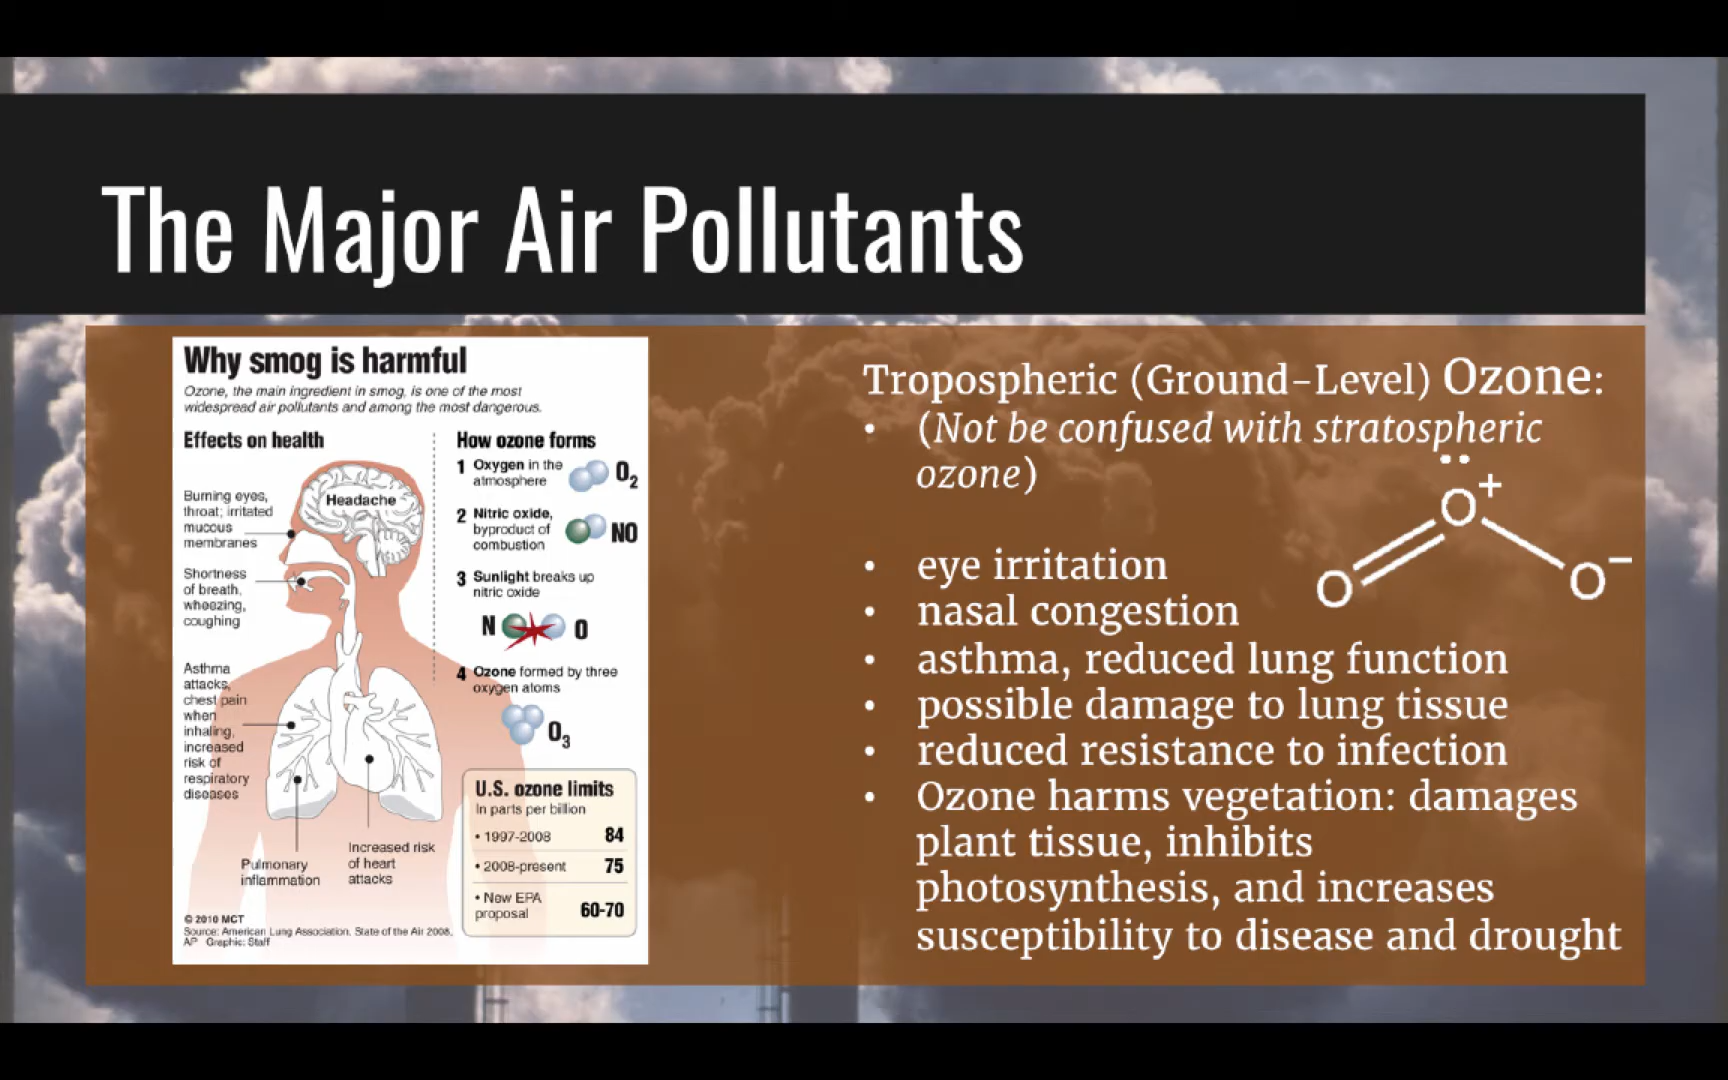 The Major Air Pollutants
Why smog is harmful
Ozone, the main ingredient in smog, is one of the most
widespread air pollutants and among the most dangerous.
Effects on health
Burning eyes,
throat; irritated
mucous
membranes
Headache
Shortness
of breath,
wheezing,
coughing
Asthma
attacks,
chest pain
when
inhaling,
increased
risk of
respiratory
diseases
Pulmonary
inflammation
Increased risk
of heart
attacks
How ozone forms
1 Oxygen in the
atmosphere
O2
2 Nitric oxide,
byproduct of
combustion
NO
3 Sunlight breaks up
nitric oxide
N O
4 Ozone formed by three
oxygen atoms
O3
U.S. ozone limits
In parts per billion
• 1997-2008 84
• 2008-present 75
• New EPA
proposal 60-70
© 2010 MCT
Source: American Lung Association, State of the Air 2008,
AP Graphic: Staff
Tropospheric (Ground-Level) Ozone:
• (Not be confused with stratospheric
ozone)
• eye irritation
• nasal congestion
• asthma, reduced lung function
• possible damage to lung tissue
• reduced resistance to infection
• Ozone harms vegetation: damages
plant tissue, inhibits
photosynthesis, and increases
susceptibility to disease and drought
O+
O
O−